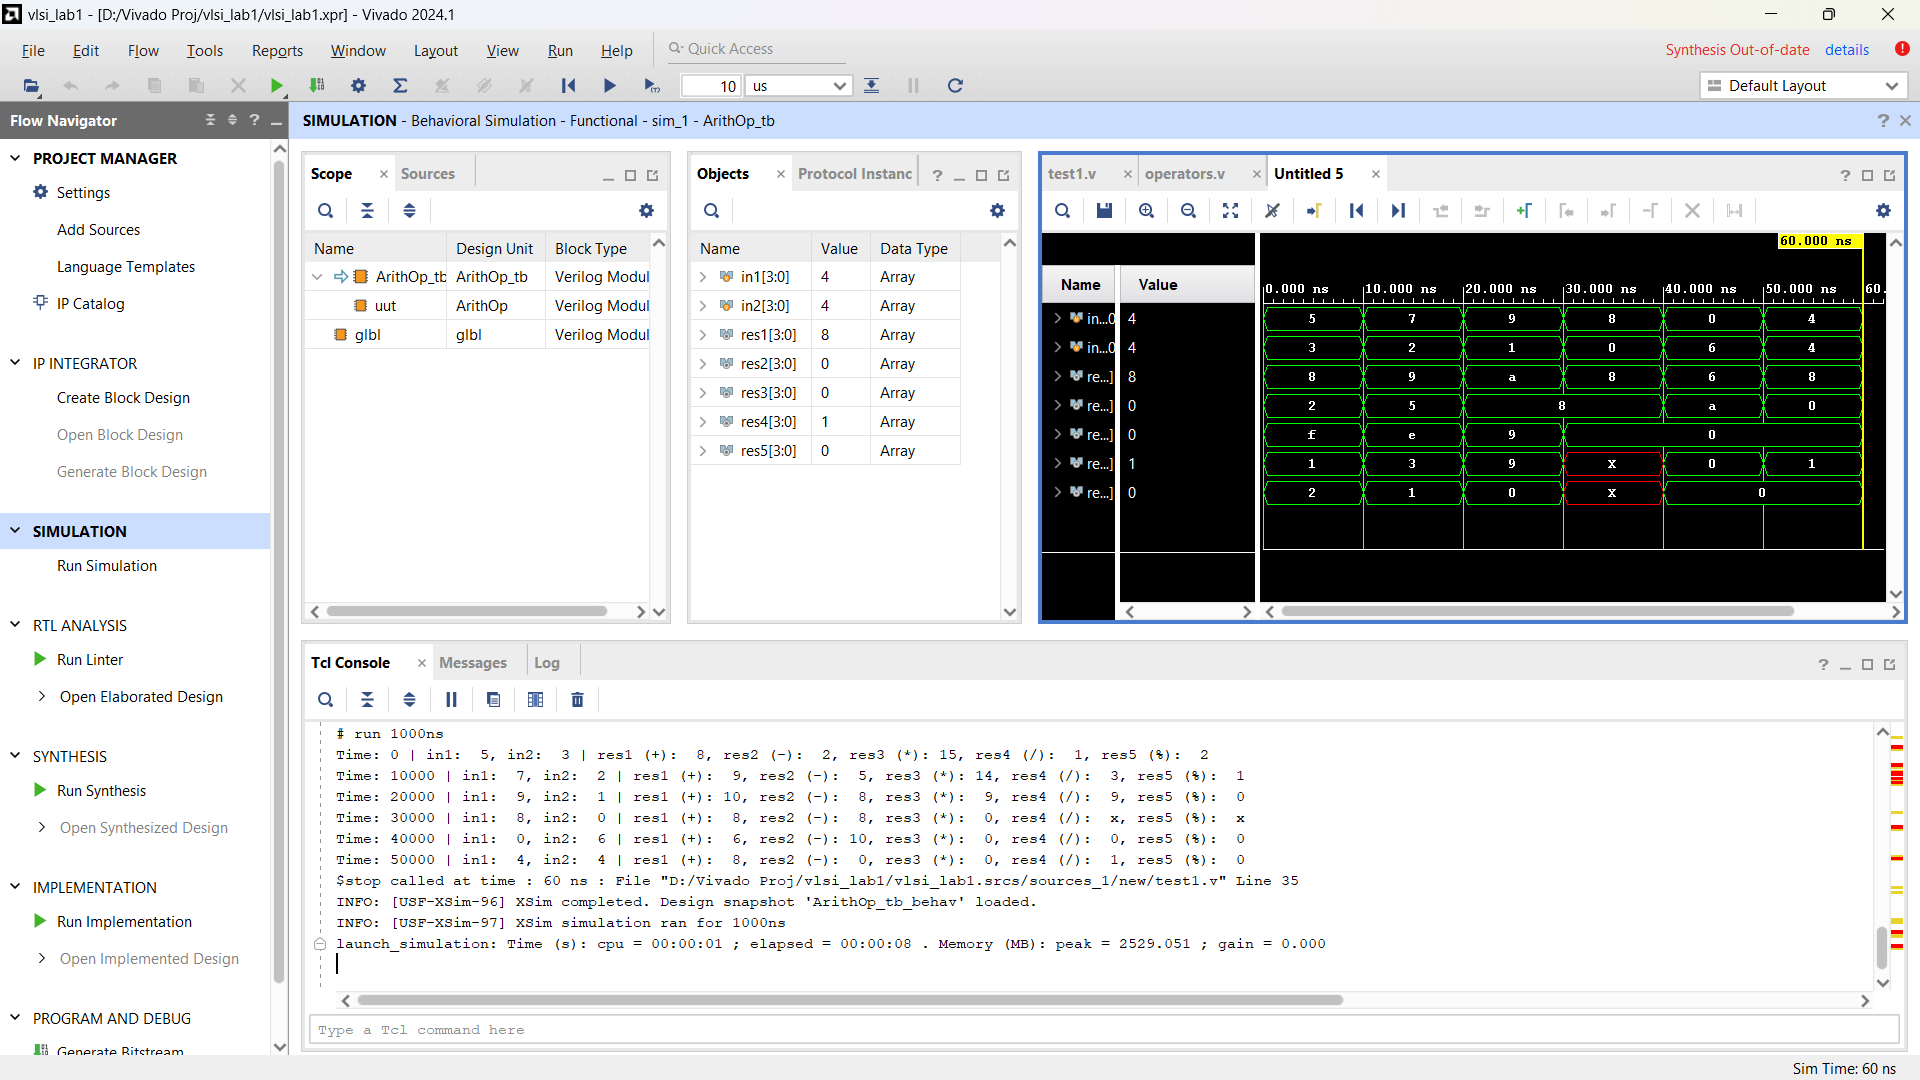 vlsi_lab1 - [D:/Vivado Proj/vlsi_lab1/vlsi_lab1.xpr] - Vivado 2024.1
File Edit Flow Tools Reports Window Layout View Run Help Quick Access
Synthesis Out-of-date details
10 us
Default Layout
Flow Navigator
SIMULATION - Behavioral Simulation - Functional - sim_1 - ArithOp_tb
PROJECT MANAGER
Settings
Add Sources
Language Templates
IP Catalog
IP INTEGRATOR
Create Block Design
Open Block Design
Generate Block Design
SIMULATION
Run Simulation
RTL ANALYSIS
Run Linter
Open Elaborated Design
SYNTHESIS
Run Synthesis
Open Synthesized Design
IMPLEMENTATION
Run Implementation
Open Implemented Design
PROGRAM AND DEBUG
Generate Bitstream
Scope Sources
Name Design Unit Block Type
ArithOp_tb ArithOp_tb Verilog Modul
uut ArithOp Verilog Modul
glbl glbl Verilog Modul
Objects Protocol Instanc
Name Value Data Type
in1[3:0] 4 Array
in2[3:0] 4 Array
res1[3:0] 8 Array
res2[3:0] 0 Array
res3[3:0] 0 Array
res4[3:0] 1 Array
res5[3:0] 0 Array
test1.v operators.v Untitled 5
60.000 ns
Name Value
0.000 ns 10.000 ns 20.000 ns 30.000 ns 40.000 ns 50.000 ns 60.
in...0 4 5 7 9 8 0 4
in...0 4 3 2 1 0 6 4
re...] 8 8 9 a 8 6 8
re...] 0 2 5 8 a 0
re...] 0 f e 9 0
re...] 1 1 3 9 X 0 1
re...] 0 2 1 0 X 0
Tcl Console Messages Log
# run 1000ns
Time: 0 | in1: 5, in2: 3 | res1 (+): 8, res2 (-): 2, res3 (*): 15, res4 (/): 1, res5 (%): 2
Time: 10000 | in1: 7, in2: 2 | res1 (+): 9, res2 (-): 5, res3 (*): 14, res4 (/): 3, res5 (%): 1
Time: 20000 | in1: 9, in2: 1 | res1 (+): 10, res2 (-): 8, res3 (*): 9, res4 (/): 9, res5 (%): 0
Time: 30000 | in1: 8, in2: 0 | res1 (+): 8, res2 (-): 8, res3 (*): 0, res4 (/): x, res5 (%): x
Time: 40000 | in1: 0, in2: 6 | res1 (+): 6, res2 (-): 10, res3 (*): 0, res4 (/): 0, res5 (%): 0
Time: 50000 | in1: 4, in2: 4 | res1 (+): 8, res2 (-): 0, res3 (*): 0, res4 (/): 1, res5 (%): 0
$stop called at time : 60 ns : File "D:/Vivado Proj/vlsi_lab1/vlsi_lab1.srcs/sources_1/new/test1.v" Line 35
INFO: [USF-XSim-96] XSim completed. Design snapshot 'ArithOp_tb_behav' loaded.
INFO: [USF-XSim-97] XSim simulation ran for 1000ns
launch_simulation: Time (s): cpu = 00:00:01 ; elapsed = 00:00:08 . Memory (MB): peak = 2529.051 ; gain = 0.000
Type a Tcl command here
Sim Time: 60 ns